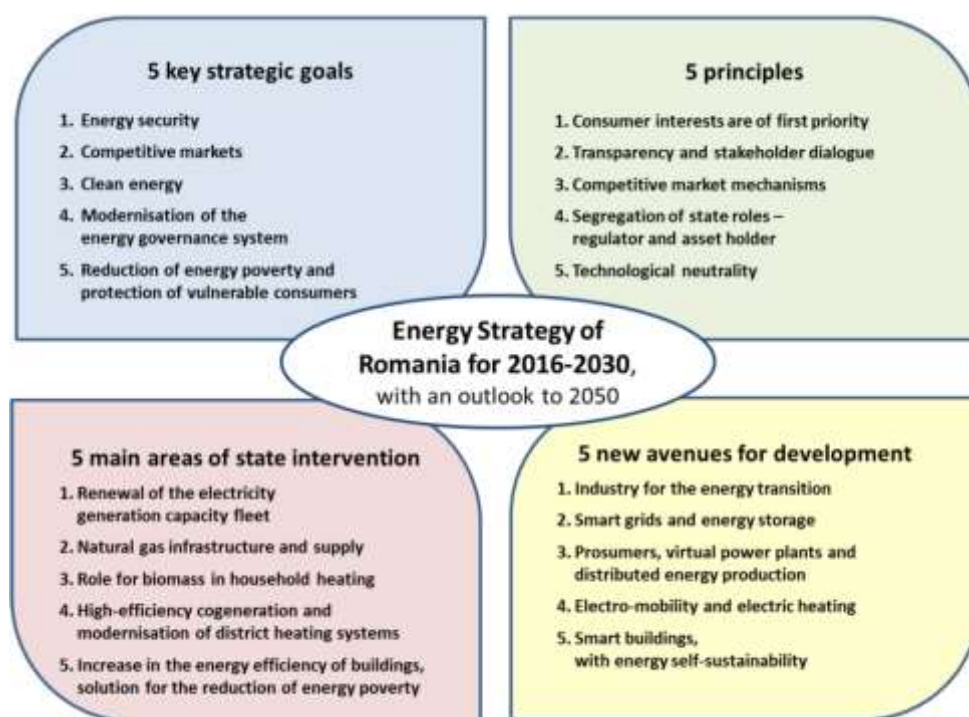 5 key strategic goals
1. Energy security
2. Competitive markets
3. Clean energy
4. Modernisation of the
energy governance system
5. Reduction of energy poverty and
protection of vulnerable consumers
5 principles
1. Consumer interests are of first priority
2. Transparency and stakeholder dialogue
3. Competitive market mechanisms
4. Segregation of state roles –
regulator and asset holder
5. Technological neutrality
Energy Strategy of
Romania for 2016-2030,
with an outlook to 2050
5 main areas of state intervention
1. Renewal of the electricity
generation capacity fleet
2. Natural gas infrastructure and supply
3. Role for biomass in household heating
4. High-efficiency cogeneration and
modernisation of district heating systems
5. Increase in the energy efficiency of buildings,
solution for the reduction of energy poverty
5 new avenues for development
1. Industry for the energy transition
2. Smart grids and energy storage
3. Prosumers, virtual power plants and
distributed energy production
4. Electro-mobility and electric heating
5. Smart buildings,
with energy self-sustainability